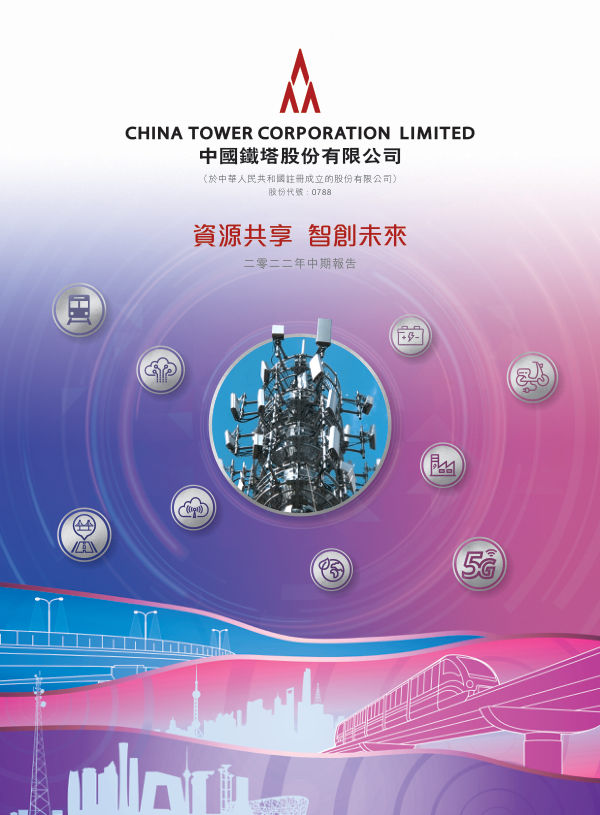 CHINA TOWER CORPORATION LIMITED
中國鐵塔股份有限公司
（於中華人民共和國註冊成立的股份有限公司）
股份代號：0788
資源共享 智創未來
二零二二年中期報告
5G